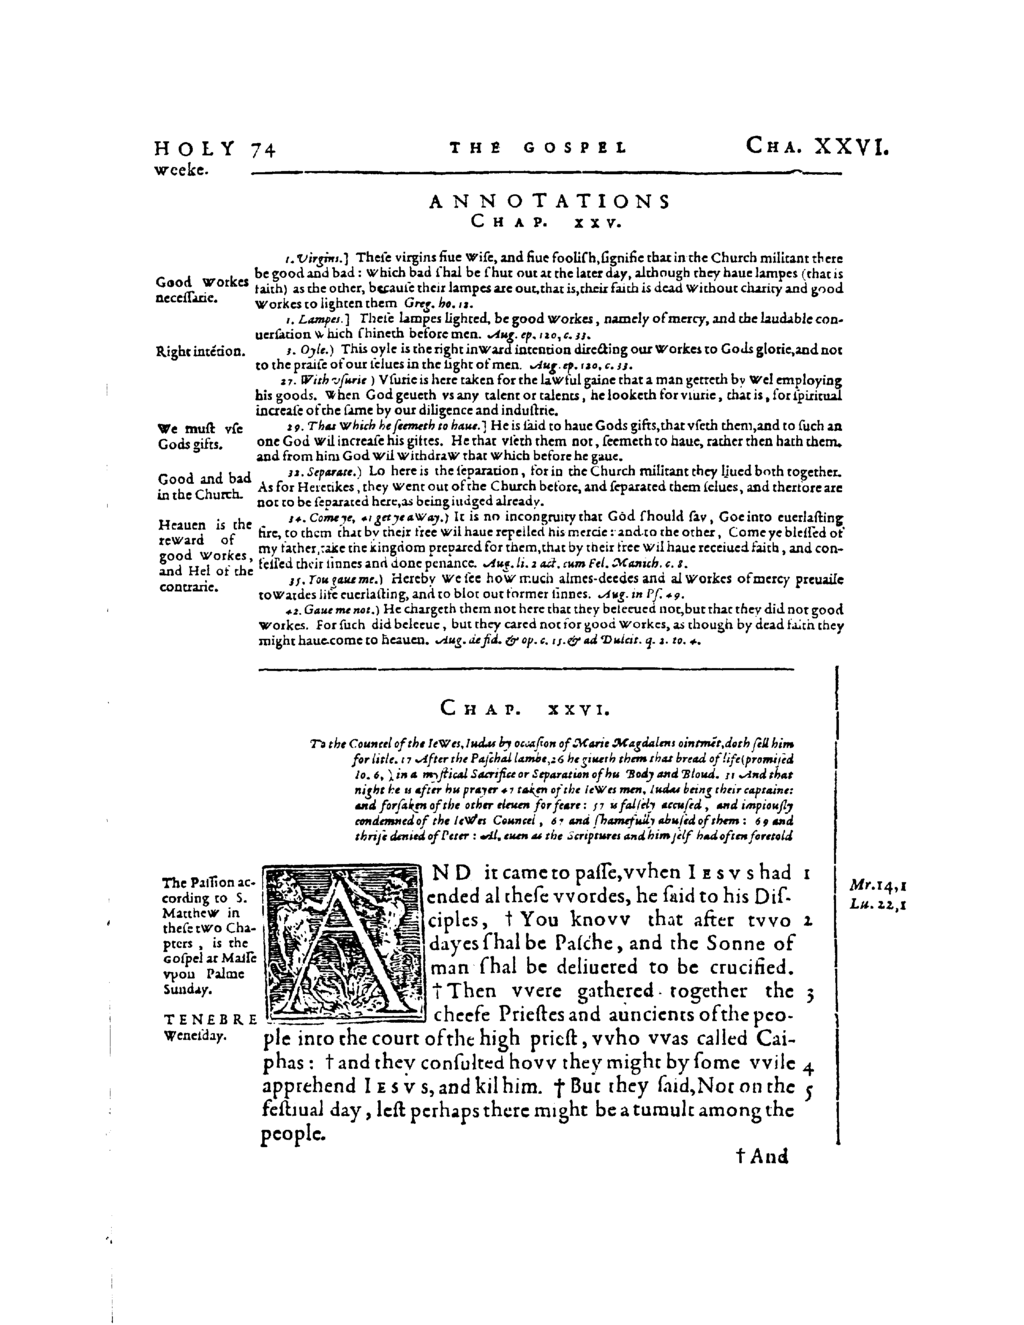 HOLY 74 THE GOSPEL CHA. XXVI.
weeke.
ANNOTATIONS
CHAP. XXV.
1. Virgins.] Theſe virgins fiue wiſe, and fiue fooliſh, ſignifie that in the Church militant there
be good and bad: which bad ſhal be ſhut out at the later day, although they haue lampes (that is
Good workes
neceſſarie.
faith) as the other, becauſe their lampes are out, that is, their faith is dead without charity and good
workes to lighten them Greg. ho. 12.
1. Lampes.] Theſe lampes lighted, be good workes, namely of mercy, and the laudable con-
uerſation which ſhineth before men. Aug. ep. 120, c. 33.
Right intẽtion.
3. Oyle.) This oyle is the right inward intention directing our workes to Gods glorie, and not
to the praiſe of our ſelues in the ſight of men. Aug. ep. 120, c. 33.
27. With vſurie) Vſurie is here taken for the lawful gaine that a man getteth by wel employing
his goods. When God geueth vs any talent or talents, he looketh for vſurie, that is, for ſpiritual
increaſe of the ſame by our diligence and induſtrie.
We muſt vſe
Gods gifts.
29. That which he ſeemeth to haue.] He is ſaid to haue Gods gifts, that vſeth them, and to ſuch an
one God wil increaſe his giftes. He that vſeth them not, ſeemeth to haue, rather then hath them,
and from him God wil withdraw that which before he gaue.
Good and bad
in the Church.
32. Separate.) Lo here is the ſeparation, for in the Church militant they liued both together.
As for Heretikes, they went out of the Church before, and ſeparated them ſelues, and therfore are
not to be ſeparated here, as being iudged already.
Heauen is the
reward of
good workes,
and Hel of the
contrarie.
34. Come ye, 41 get ye away.) It is no incongruity that God ſhould ſay, Goe into euerlaſting
fire, to them that by their free wil haue repelled his mercie: and to the other, Come ye bleſſed of
my father, take the kingdom prepared for them, that by their free wil haue receiued faith, and con-
feſſed their ſinnes and done penance. Aug. li. 2 act. cum Fel. Manich. c. 8.
35. You gaue me.) Hereby we ſee how much almes-deedes and al workes of mercy preuaile
towardes life euerlaſting, and to blot out former ſinnes. Aug. in Pſ. 49.
42. Gaue me not.) He chargeth them not here that they beleeued not, but that they did not good
workes. For ſuch did beleeue, but they cared not for good workes, as though by dead faith they
might haue come to heauen. Aug. de fid. & op. c. 15. & ad Dulcit. q. 2. to. 4.
CHAP. XXVI.
To the Councel of the Iewes, Iudas by occaſion of Marie Magdalens ointmẽt, doth ſell him
for litle. 17 After the Paſchal lambe, 26 he giueth them that bread of life (promiſed
Io. 6,) in a myſtical Sacrifice or Separation of his Body and Bloud. 31 And that
night he is after his prayer 47 taken of the Iewes men, Iudas being their captaine:
and forſaken of the other eleuen for feare: 57 is falſely accuſed, and impiouſly
condemned of the Iewes Councel, 67 and ſhamefully abuſed of them: 69 and
thriſe denied of Peter: Al, euen as the Scriptures and him ſelf had often foretold
The Paſſion ac-
cording to S.
Matthew in
theſe two Cha-
pters, is the
Goſpel at Maſſe
vpon Palme
Sunday.
TENEBRE
Weneſday.
AND it came to paſſe, vvhen IESVS had 1
ended al theſe vvordes, he ſaid to his Diſ-
ciples, † You knovv that after tvvo 2
dayes ſhal be Paſche, and the Sonne of
man ſhal be deliuered to be crucified.
† Then vvere gathered together the 3
cheefe Prieſtes and auncients of the peo-
ple into the court of the high prieſt, vvho vvas called Cai-
phas: † and they conſulted hovv they might by ſome vvile 4
apprehend IESVS, and kil him. † But they ſaid, Not on the 5
feſtiual day, leſt perhaps there might be a tumult among the
people.
Mr. 14, 1
Lu. 22, 1
† And